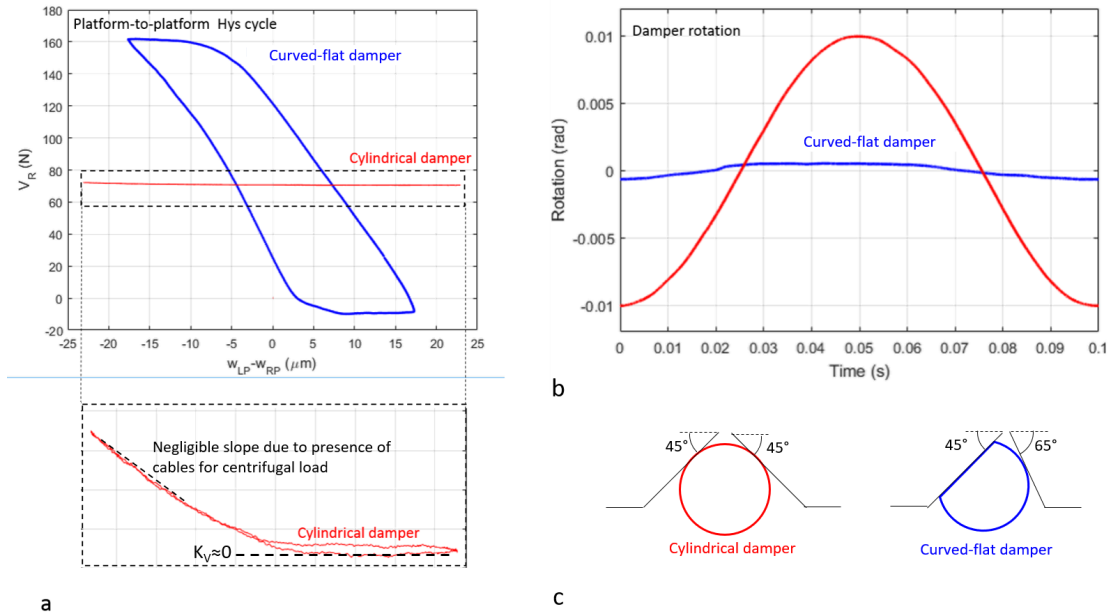 Platform-to-platform Hys cycle
180
160
140
120
100
80
60
40
20
0
-20
V_R (N)
Curved-flat damper
Cylindrical damper
-25 -20 -15 -10 -5 0 5 10 15 20 25
w_LP-w_RP (μm)
Negligible slope due to presence of
cables for centrifugal load
Cylindrical damper
K_V≈0
a
Damper rotation
0.01
0.005
0
-0.005
-0.01
Rotation (rad)
Curved-flat damper
0 0.01 0.02 0.03 0.04 0.05 0.06 0.07 0.08 0.09 0.1
Time (s)
b
45° 45°
Cylindrical damper
45° 65°
Curved-flat damper
c